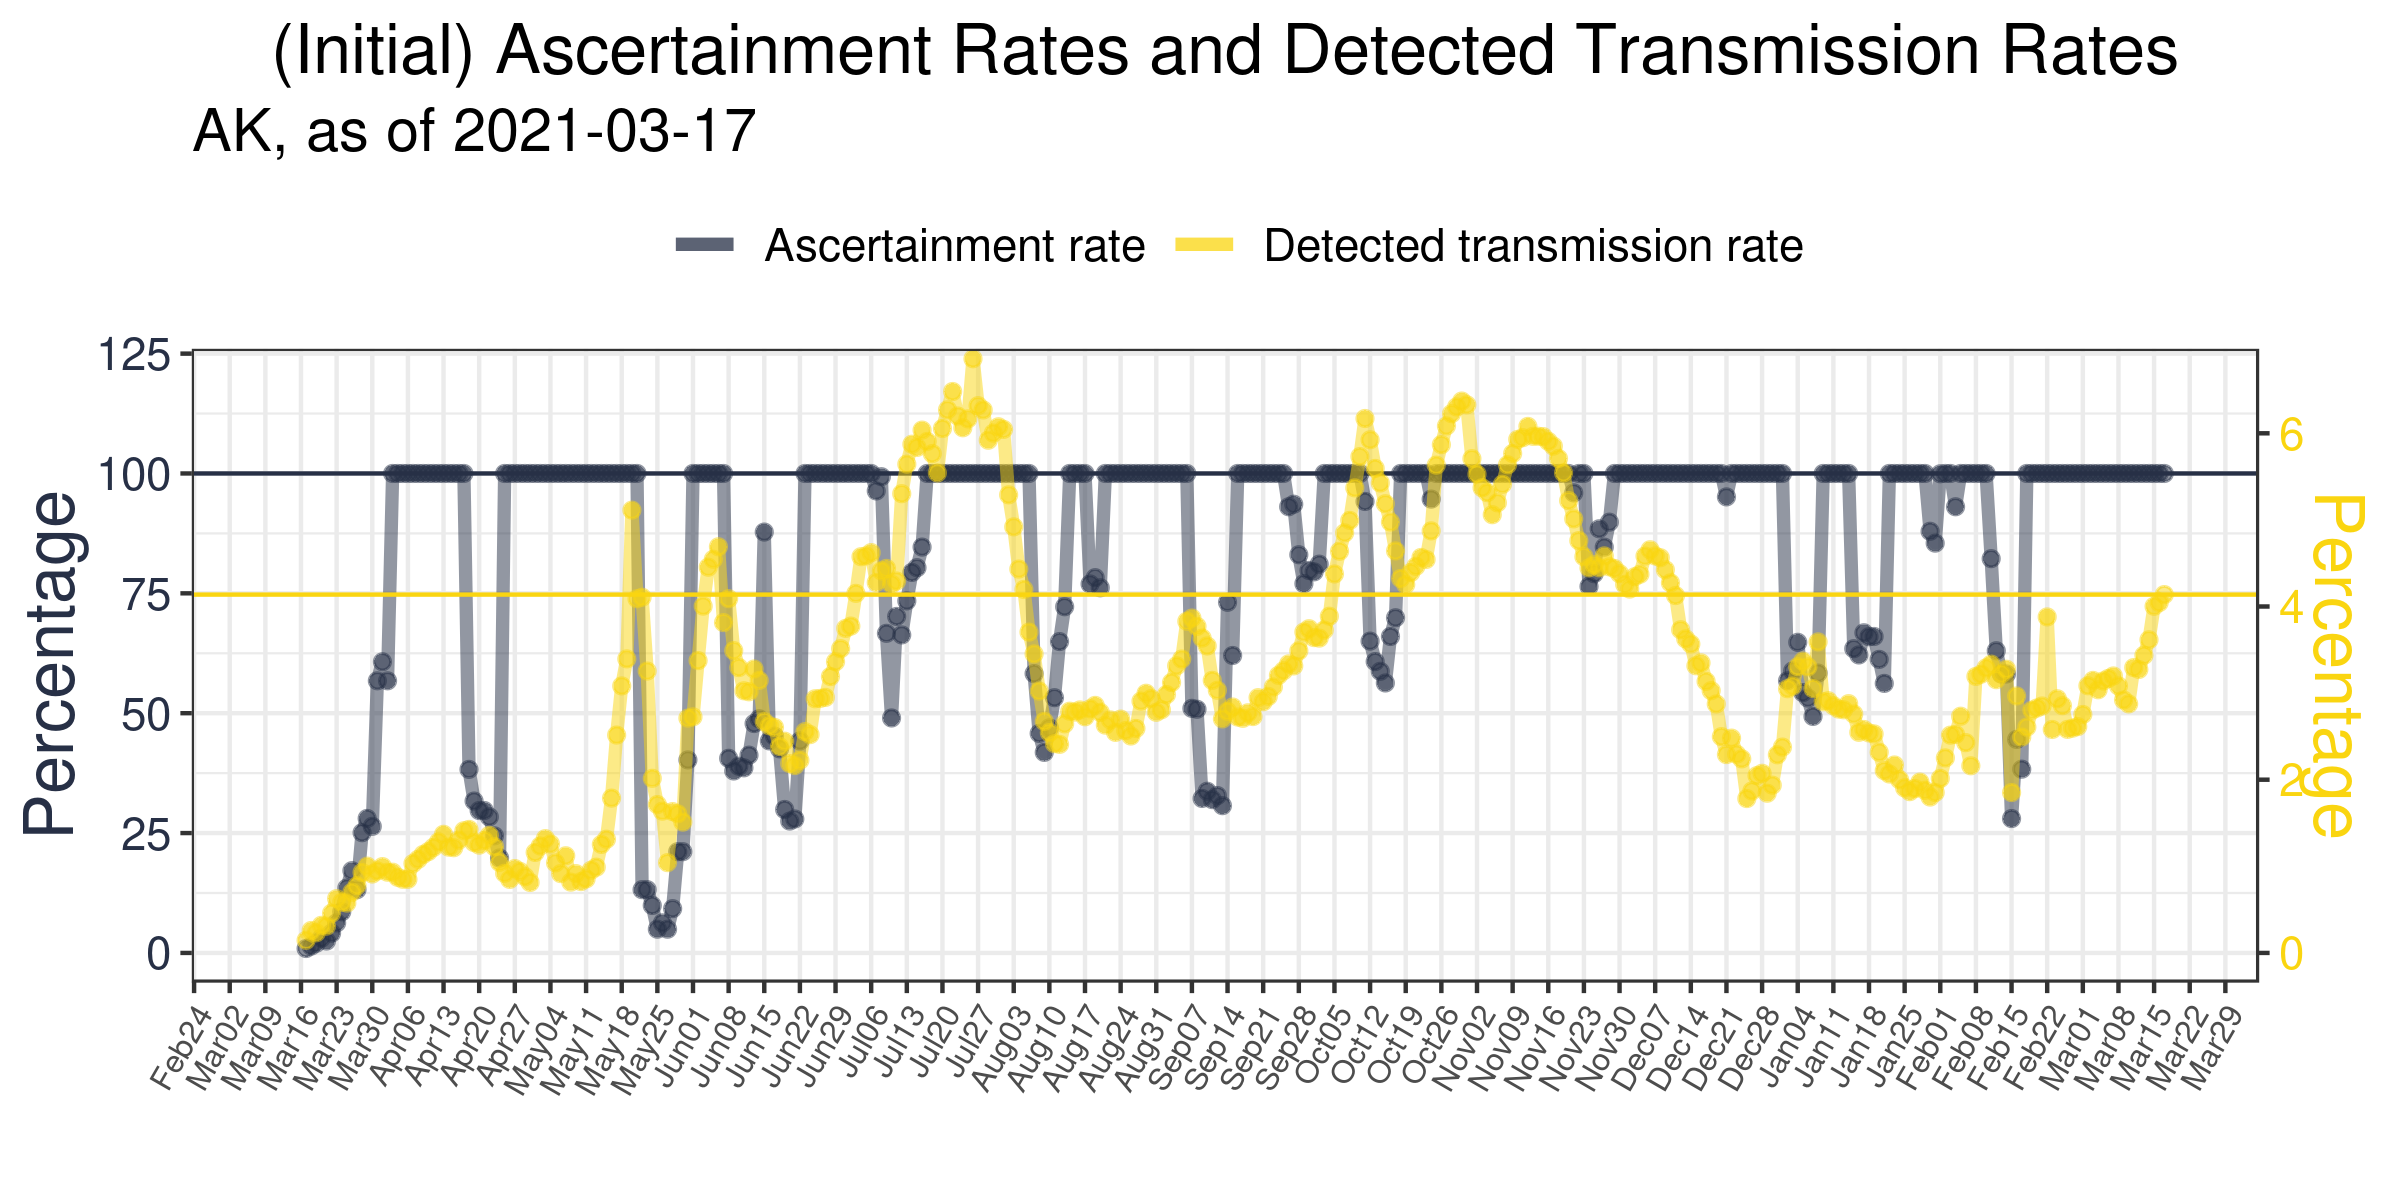 (Initial) Ascertainment Rates and Detected Transmission Rates
AK, as of 2021-03-17
Ascertainment rate Detected transmission rate
125
100
75
50
25
0
Percentage
6
4
2
0
Percentage
Feb24 Mar02 Mar09 Mar16 Mar23 Mar30 Apr06 Apr13 Apr20 Apr27 May04 May11 May18 May25 Jun01 Jun08 Jun15 Jun22 Jun29 Jul06 Jul13 Jul20 Jul27 Aug03 Aug10 Aug17 Aug24 Aug31 Sep07 Sep14 Sep21 Sep28 Oct05 Oct12 Oct19 Oct26 Nov02 Nov09 Nov16 Nov23 Nov30 Dec07 Dec14 Dec21 Dec28 Jan04 Jan11 Jan18 Jan25 Feb01 Feb08 Feb15 Feb22 Mar01 Mar08 Mar15 Mar22 Mar29